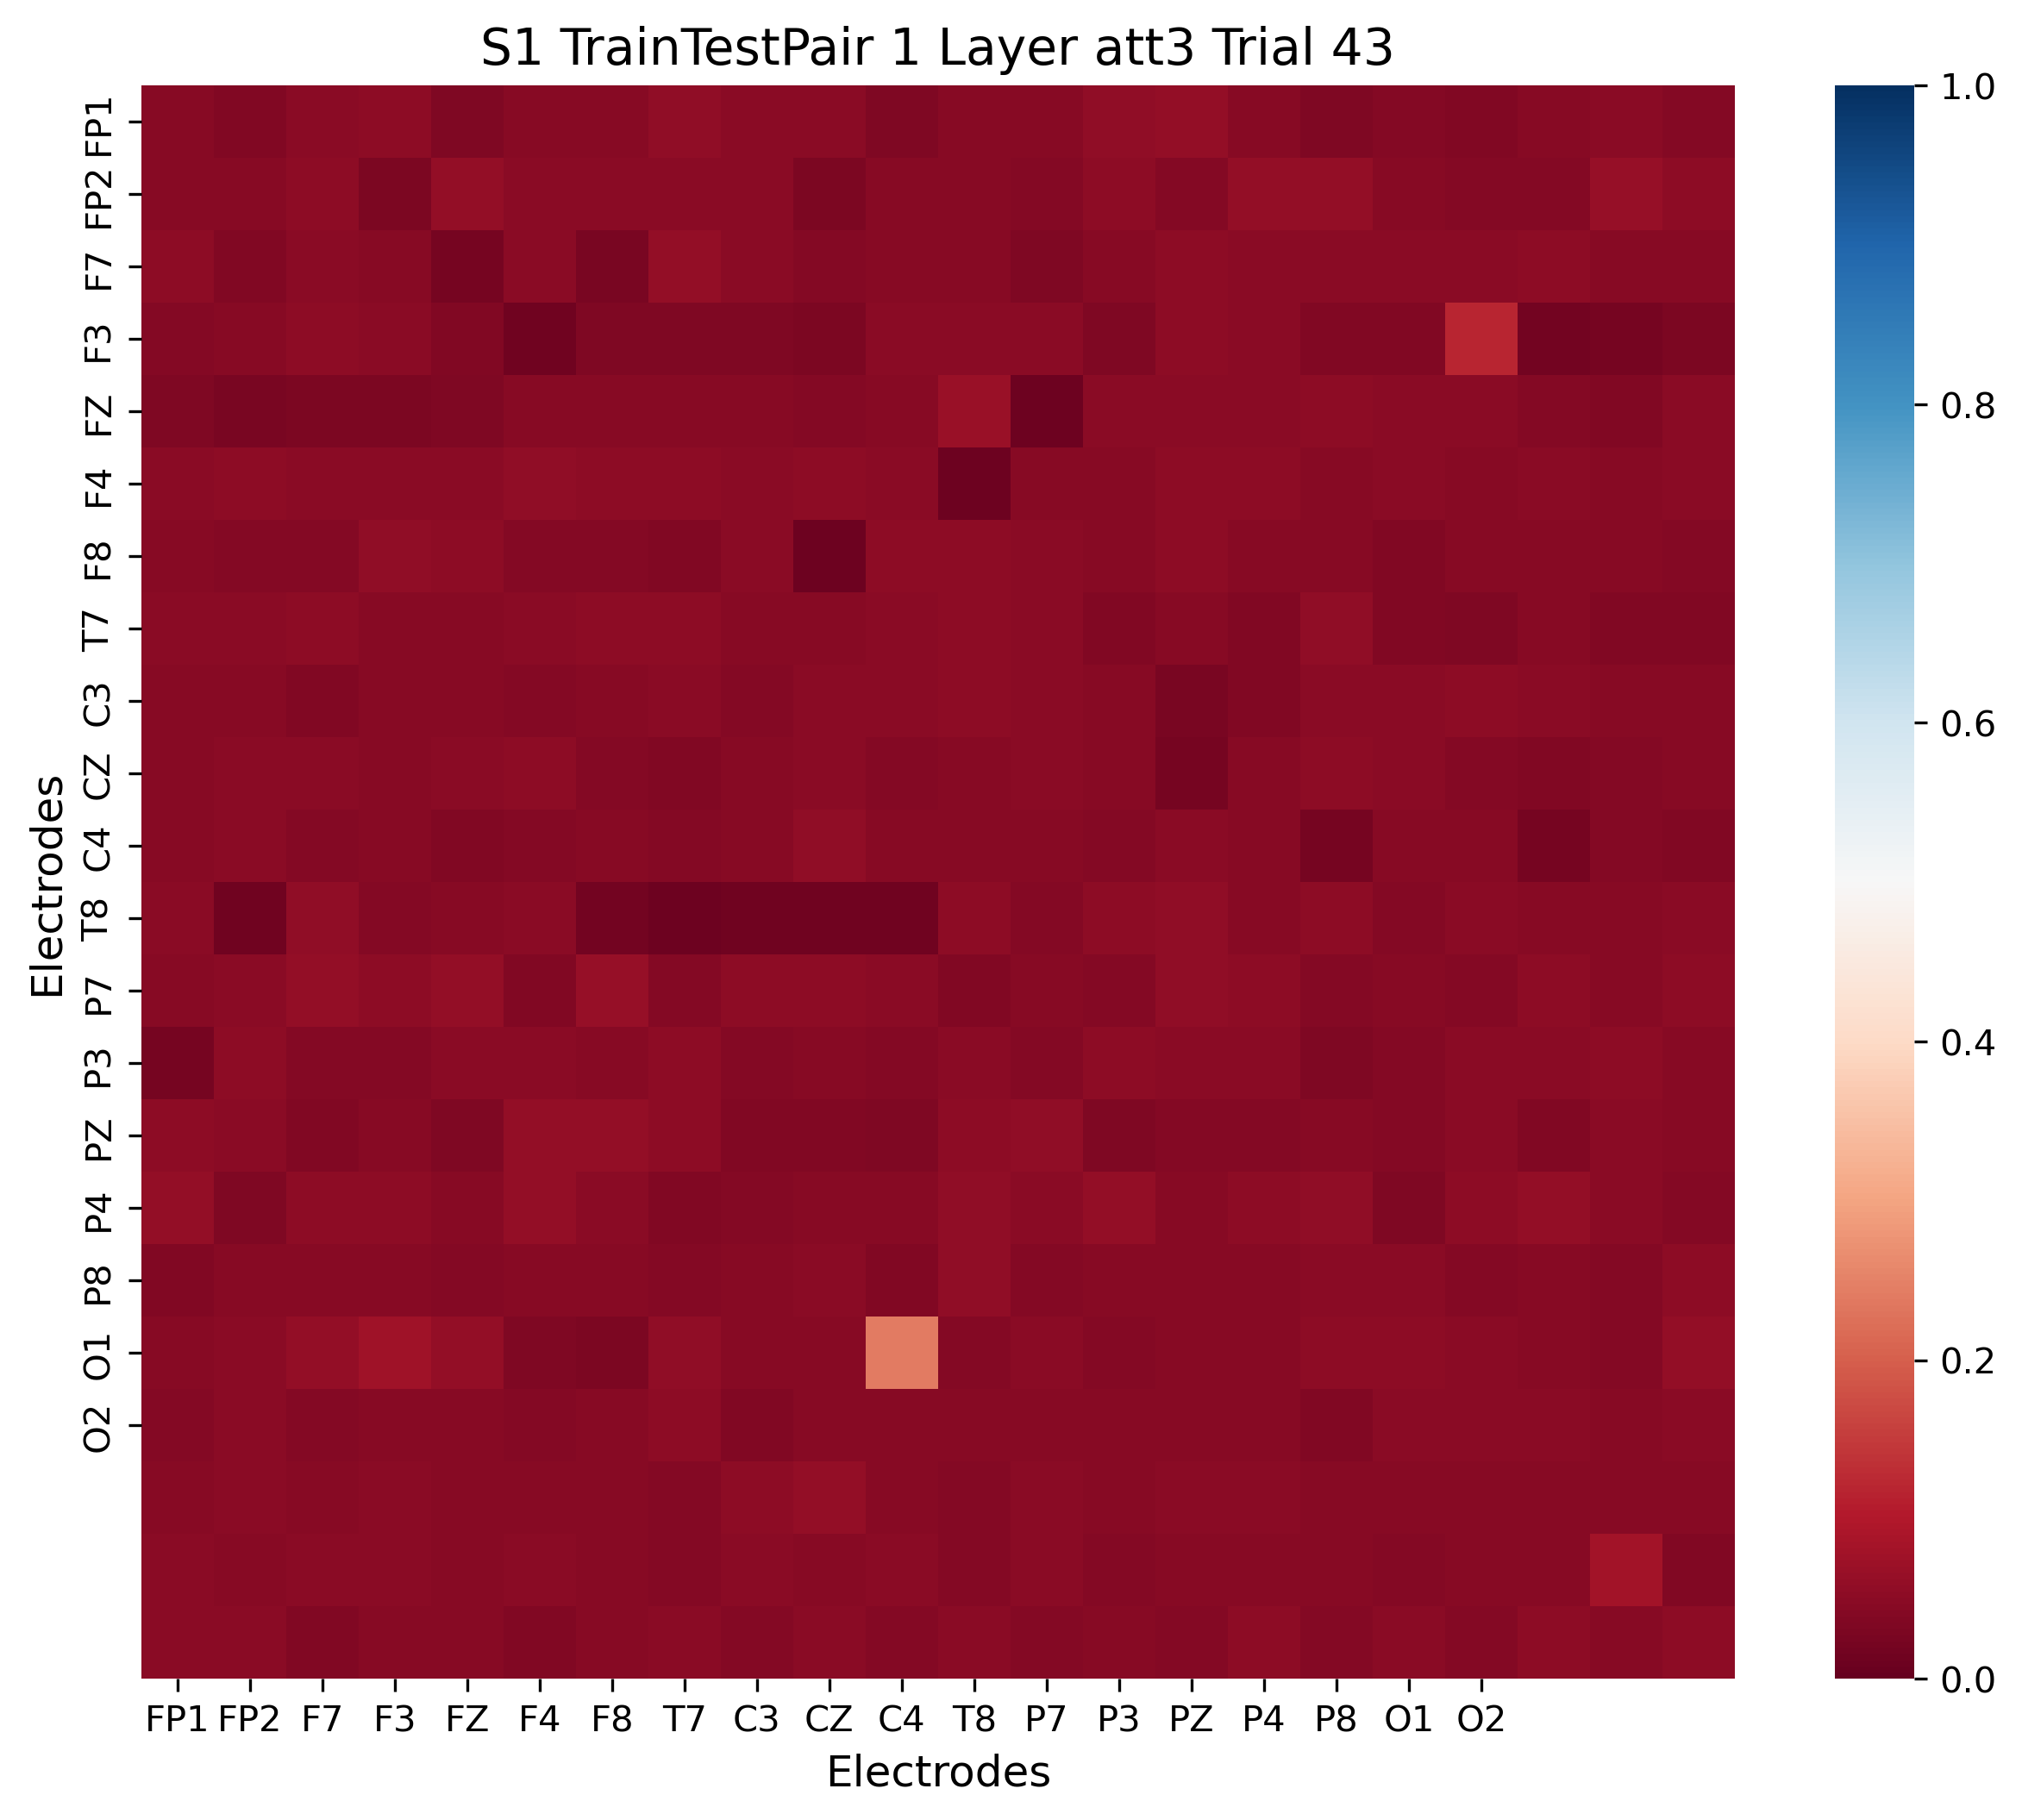 S1 TrainTestPair 1 Layer att3 Trial 43
Electrodes
FP1
FP2
F7
F3
FZ
F4
F8
T7
C3
CZ
C4
T8
P7
P3
PZ
P4
P8
O1
O2
FP1 FP2 F7 F3 FZ F4 F8 T7 C3 CZ C4 T8 P7 P3 PZ P4 P8 O1 O2
Electrodes
1.0
0.8
0.6
0.4
0.2
0.0